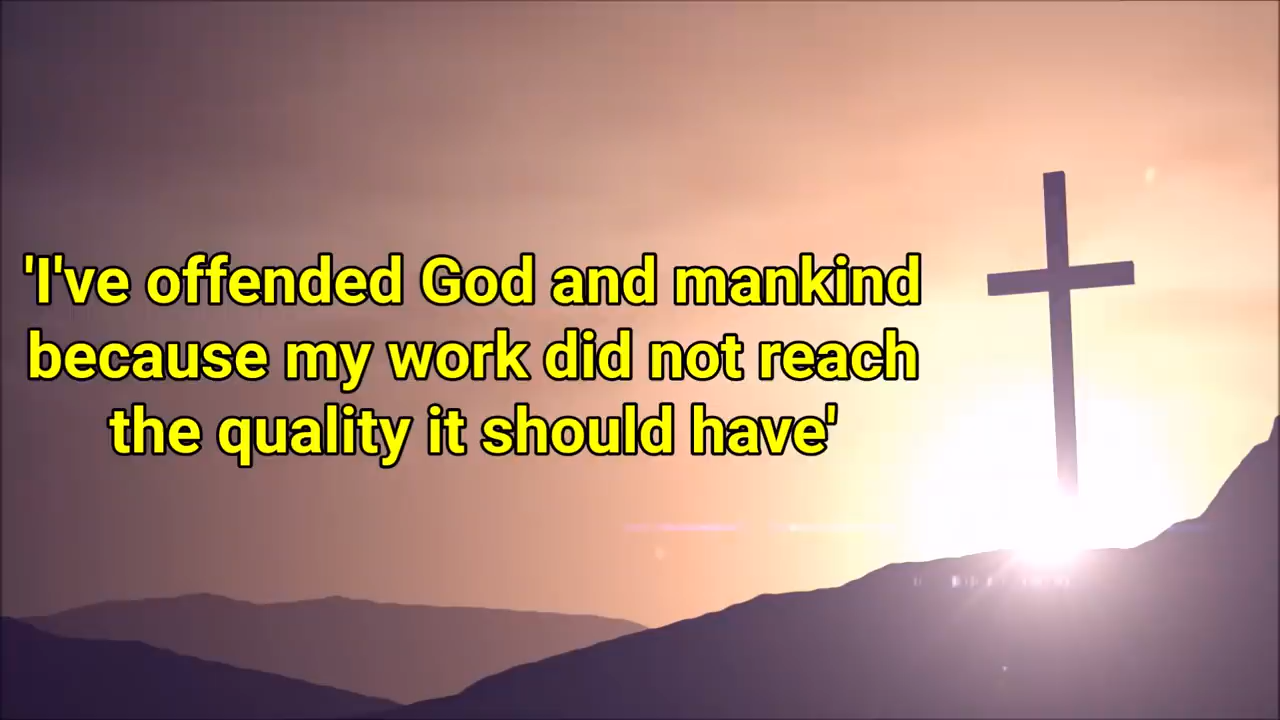 'I've offended God and mankind
because my work did not reach
the quality it should have'